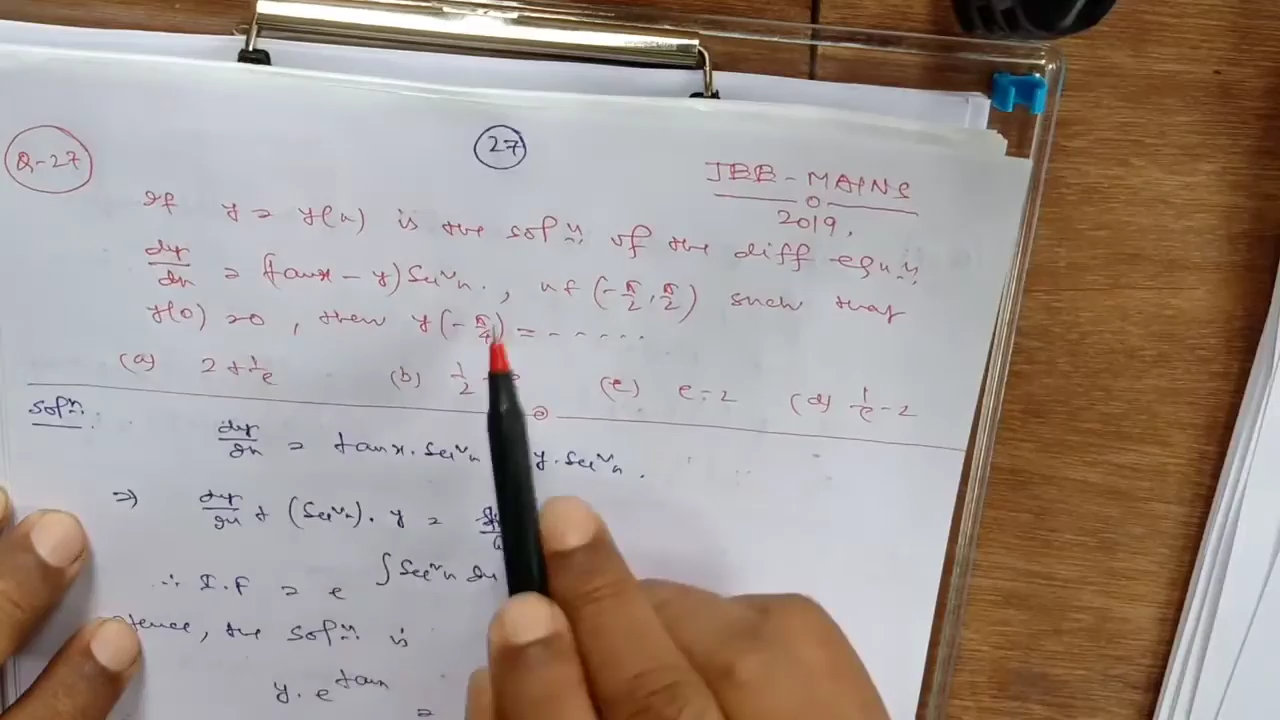 27
Q-27
JEE-MAINS
2019.
If y = y(x) is the solⁿ of the diff eqnⁿ
dy/dx = (tanx - y) Sec²x . , x ∈ (-π/2, π/2) such that
y(0) = 0 , then y(-π/4) = - - - - -
(a) 2 + 1/e (b) 1/2 (c) e - 2 (d) 1/e - 2
Solⁿ.
dy/dx = tanx . Sec²x y . Sec²x .
⇒ dy/dx + (Sec²x) . y =
∴ I.F = e ∫ Sec²x dx
Hence, the Solⁿ is
y . e^tanx =